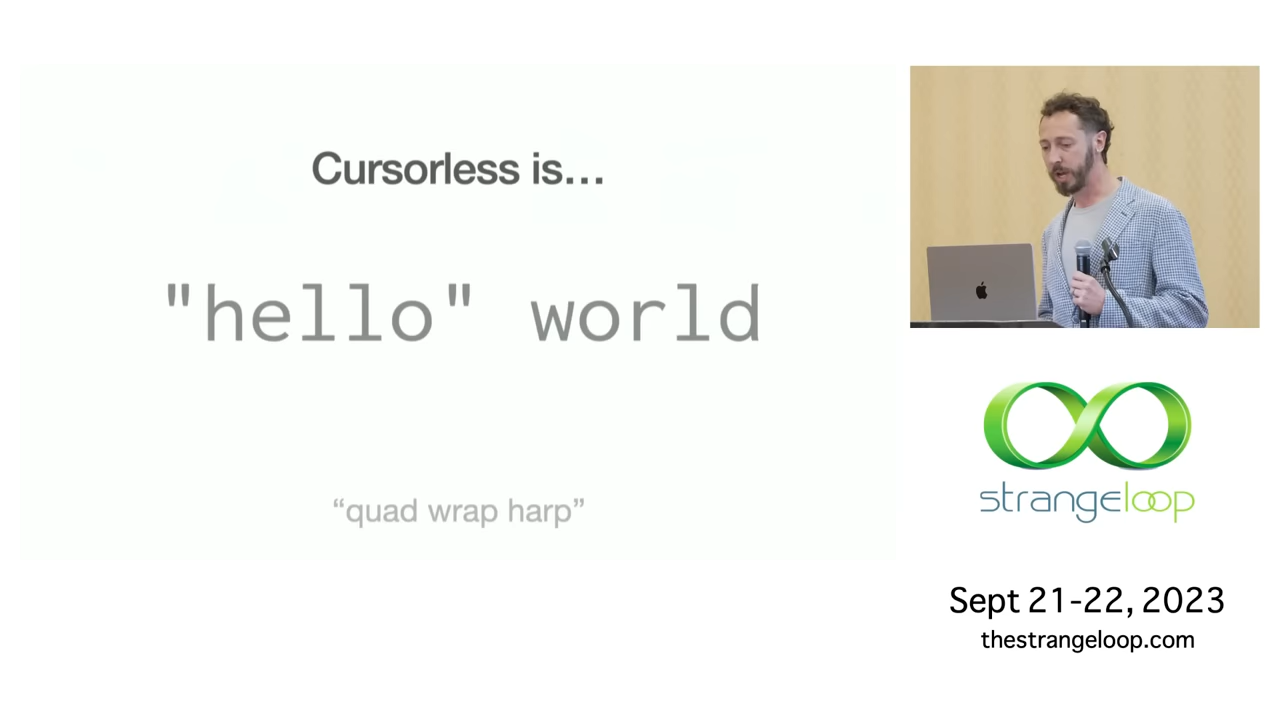 Cursorless is…
"hello" world
“quad wrap harp”
strangeloop
Sept 21-22, 2023
thestrangeloop.com